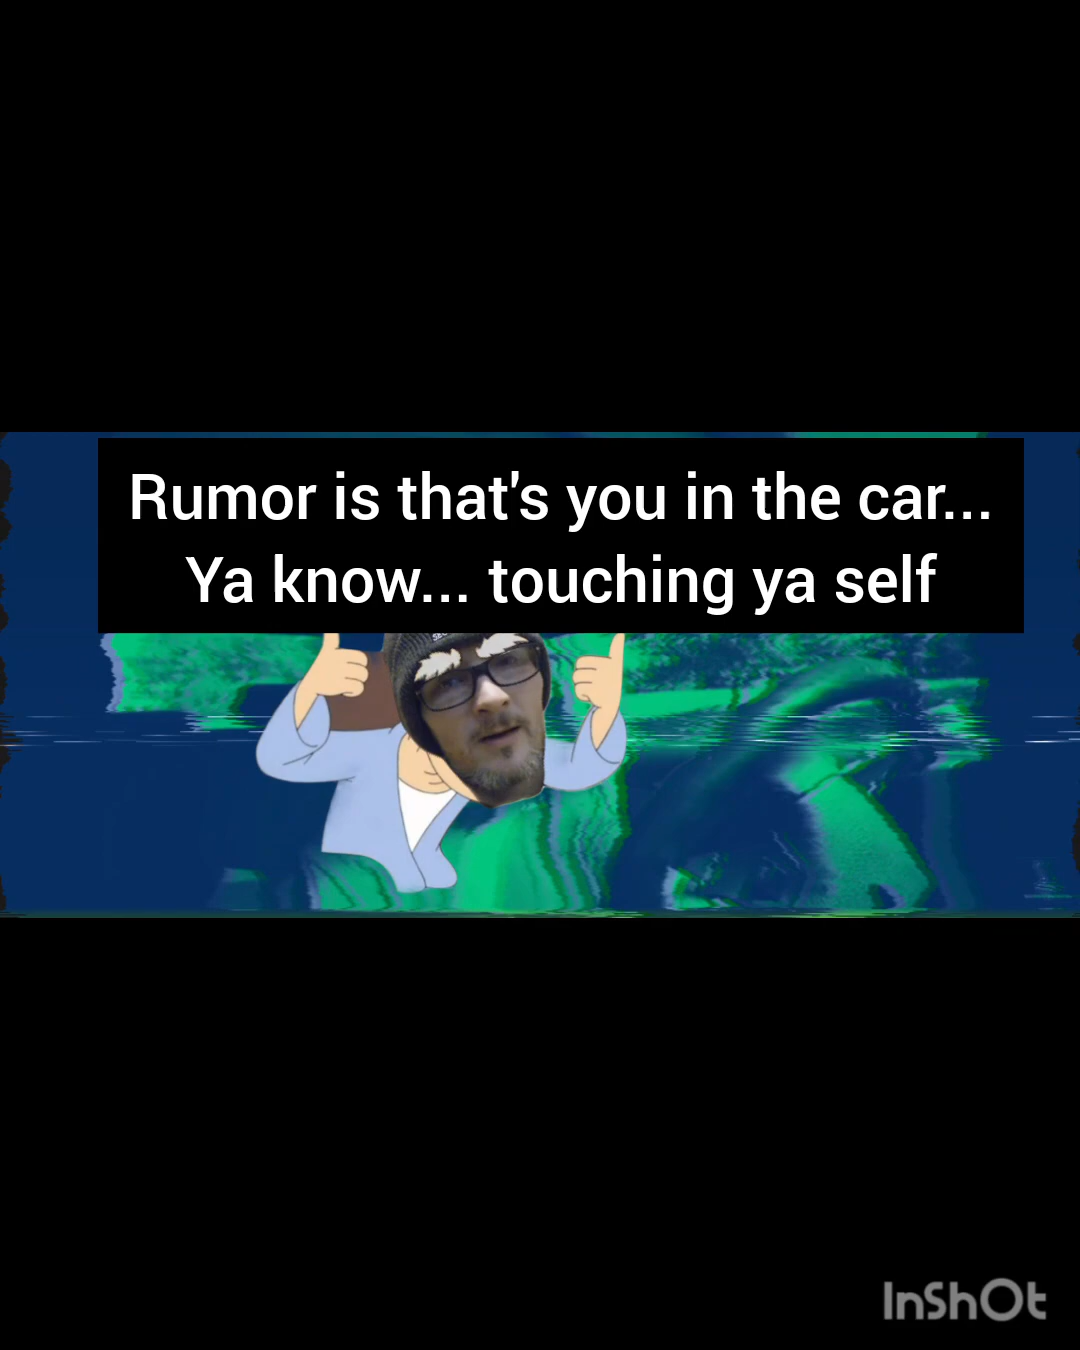 Rumor is that's you in the car...
Ya know... touching ya self
InShOt